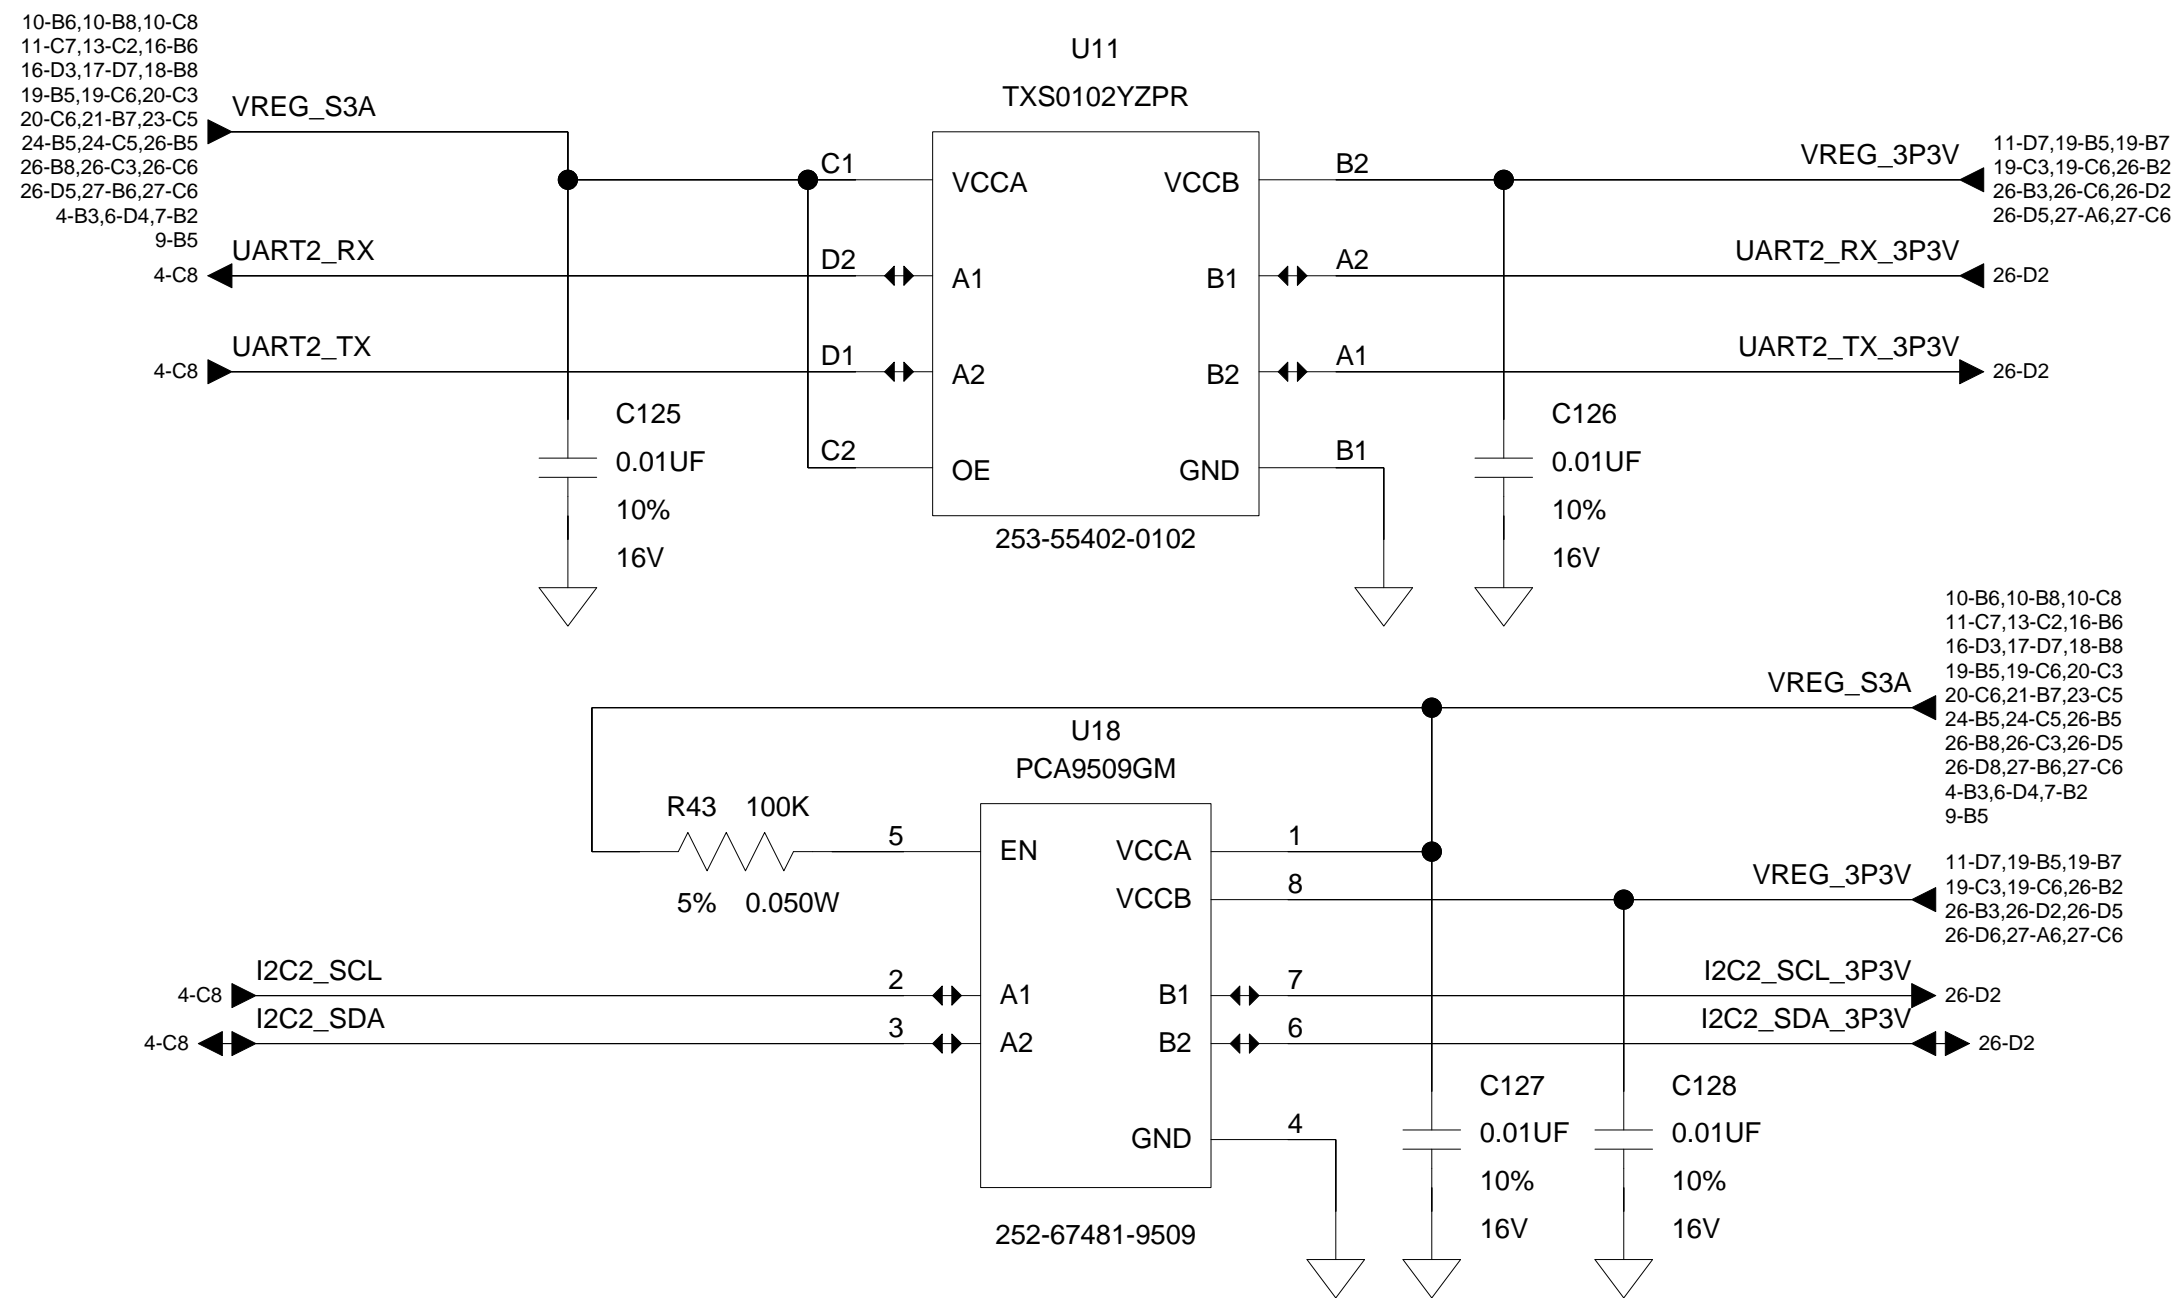 10-B6,10-B8,10-C8
11-C7,13-C2,16-B6
16-D3,17-D7,18-B8
19-B5,19-C6,20-C3
20-C6,21-B7,23-C5
24-B5,24-C5,26-B5
26-B8,26-C3,26-C6
26-D5,27-B6,27-C6
4-B3,6-D4,7-B2
9-B5
VREG_S3A
4-C8
UART2_RX
4-C8
UART2_TX
U11
TXS0102YZPR
C1
VCCA
VCCB
B2
D2
A1
B1
A2
D1
A2
B2
A1
C2
OE
GND
B1
253-55402-0102
C125
0.01UF
10%
16V
VREG_3P3V
11-D7,19-B5,19-B7
19-C3,19-C6,26-B2
26-B3,26-C6,26-D2
26-D5,27-A6,27-C6
UART2_RX_3P3V
26-D2
UART2_TX_3P3V
26-D2
C126
0.01UF
10%
16V
10-B6,10-B8,10-C8
11-C7,13-C2,16-B6
16-D3,17-D7,18-B8
19-B5,19-C6,20-C3
20-C6,21-B7,23-C5
24-B5,24-C5,26-B5
26-B8,26-C3,26-D5
26-D8,27-B6,27-C6
4-B3,6-D4,7-B2
9-B5
VREG_S3A
U18
PCA9509GM
R43 100K
5% 0.050W
5
EN
VCCA
1
VCCB
8
VREG_3P3V
11-D7,19-B5,19-B7
19-C3,19-C6,26-B2
26-B3,26-D2,26-D5
26-D6,27-A6,27-C6
4-C8
I2C2_SCL
2
A1
B1
7
I2C2_SCL_3P3V
26-D2
4-C8
I2C2_SDA
3
A2
B2
6
I2C2_SDA_3P3V
26-D2
GND
4
252-67481-9509
C127
0.01UF
10%
16V
C128
0.01UF
10%
16V